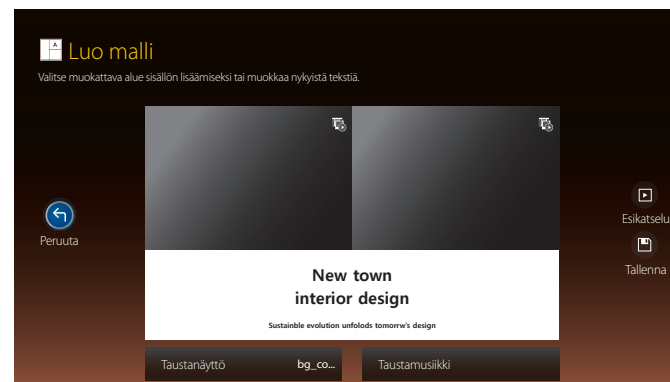 Luo malli
Valitse muokattava alue sisällön lisäämiseksi tai muokkaa nykyistä tekstiä.
Peruuta
Esikatselu
Tallenna
New town
interior design
Sustainble evolution unfolods tomorrw's design
Taustanäyttö bg_co... Taustamusiikki